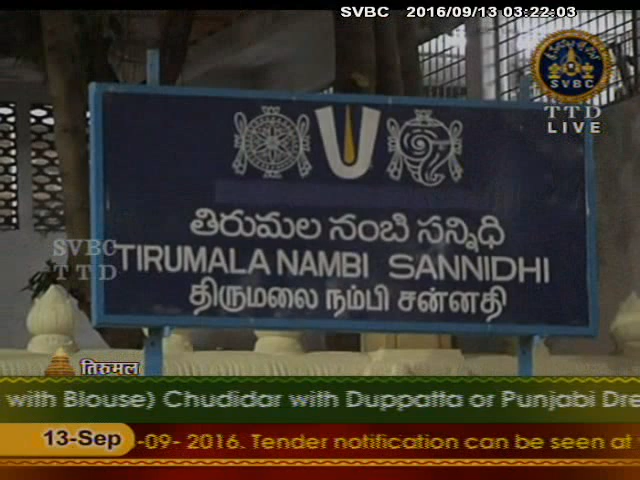 SVBC 2016/09/13 03:22:03
SVBC
TTD
LIVE
తిరుమల నంబి సన్నిధి
TIRUMALA NAMBI SANNIDHI
திருமலை நம்பி சன்னதி
SVBC
TTD
తిరుమల
with Blouse) Chudidar with Duppatta or Punjabi Dre
13-Sep -09- 2016. Tender notification can be seen at